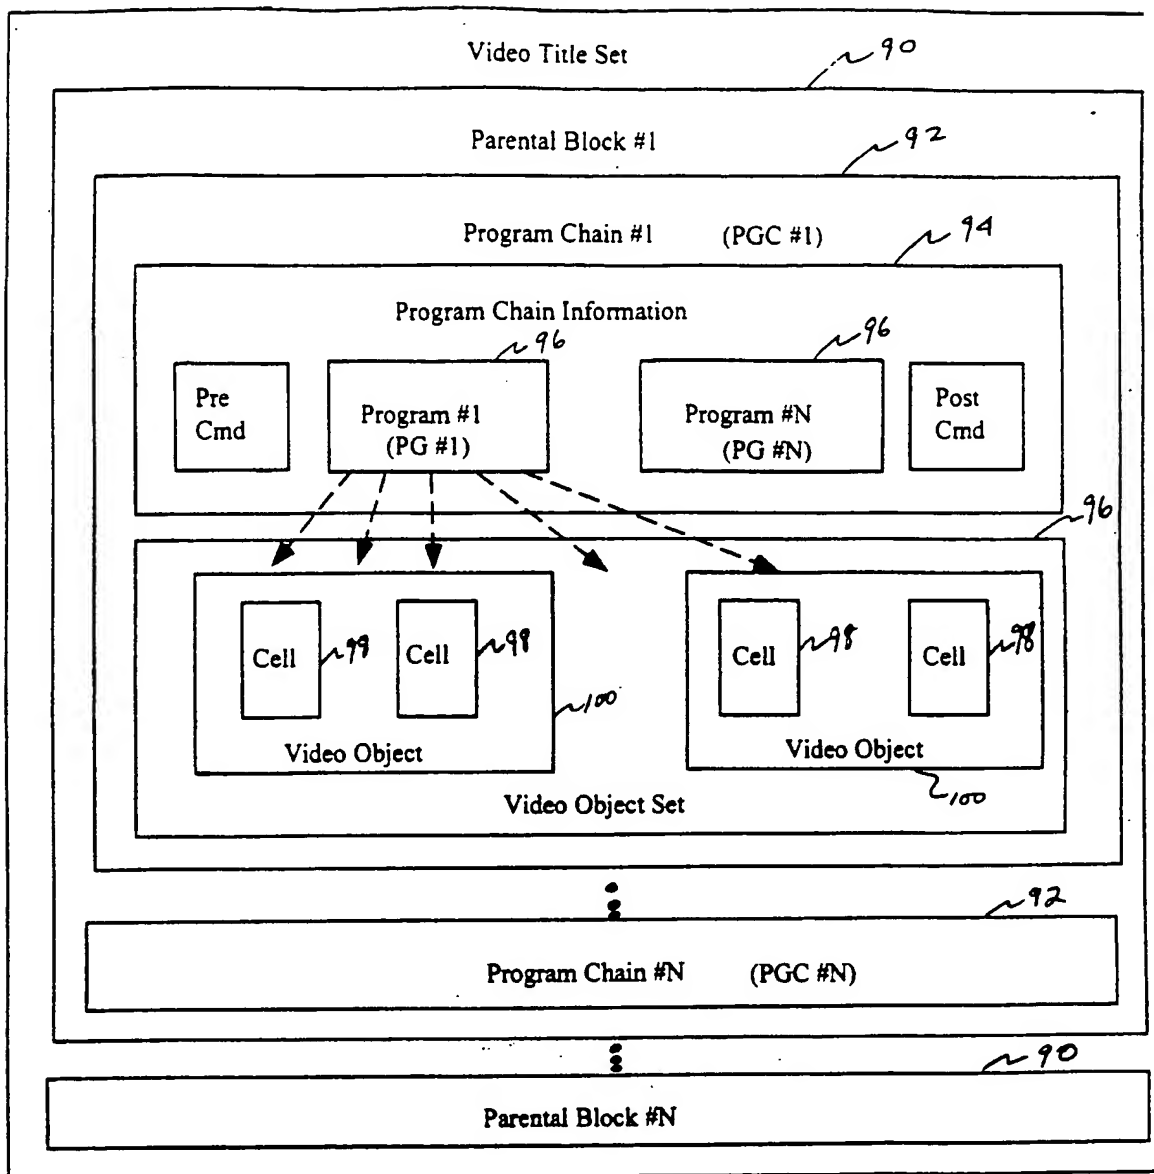 Video Title Set
90
Parental Block #1
92
Program Chain #1 (PGC #1)
94
Program Chain Information
96
96
Pre
Cmd
Program #1
(PG #1)
Program #N
(PG #N)
Post
Cmd
96
Cell
98
Cell
98
Cell
98
Cell
98
100
Video Object
Video Object
100
Video Object Set
92
Program Chain #N (PGC #N)
90
Parental Block #N